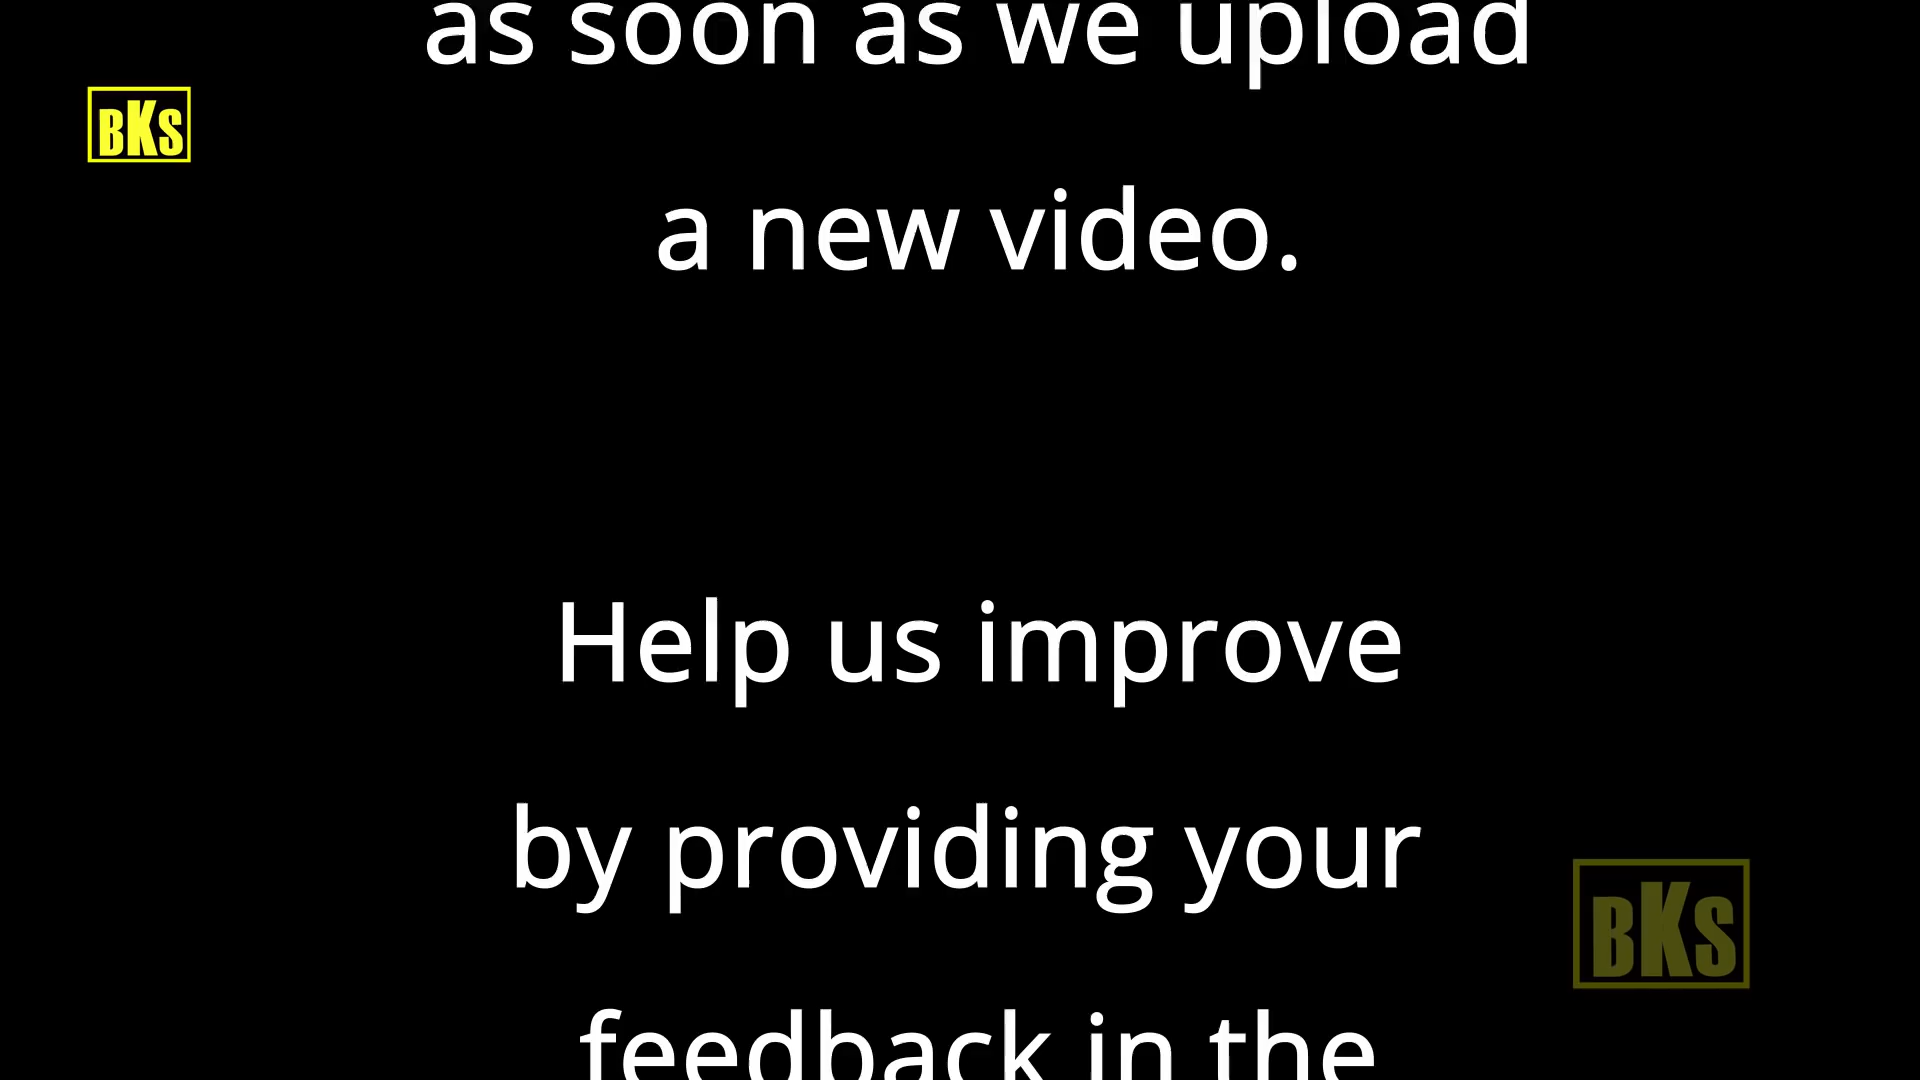 as soon as we upload
BKS
a new video.
Help us improve
by providing your
BKS
feedback in the